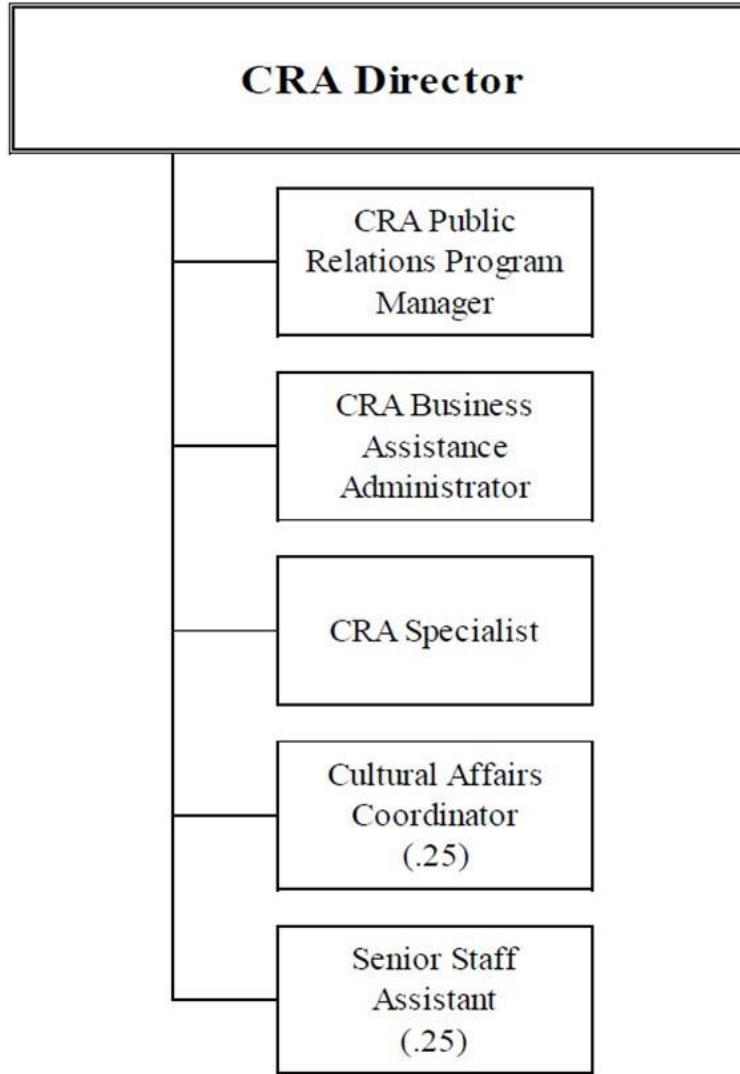 CRA Director
CRA Public
Relations Program
Manager
CRA Business
Assistance
Administrator
CRA Specialist
Cultural Affairs
Coordinator
(.25)
Senior Staff
Assistant
(.25)